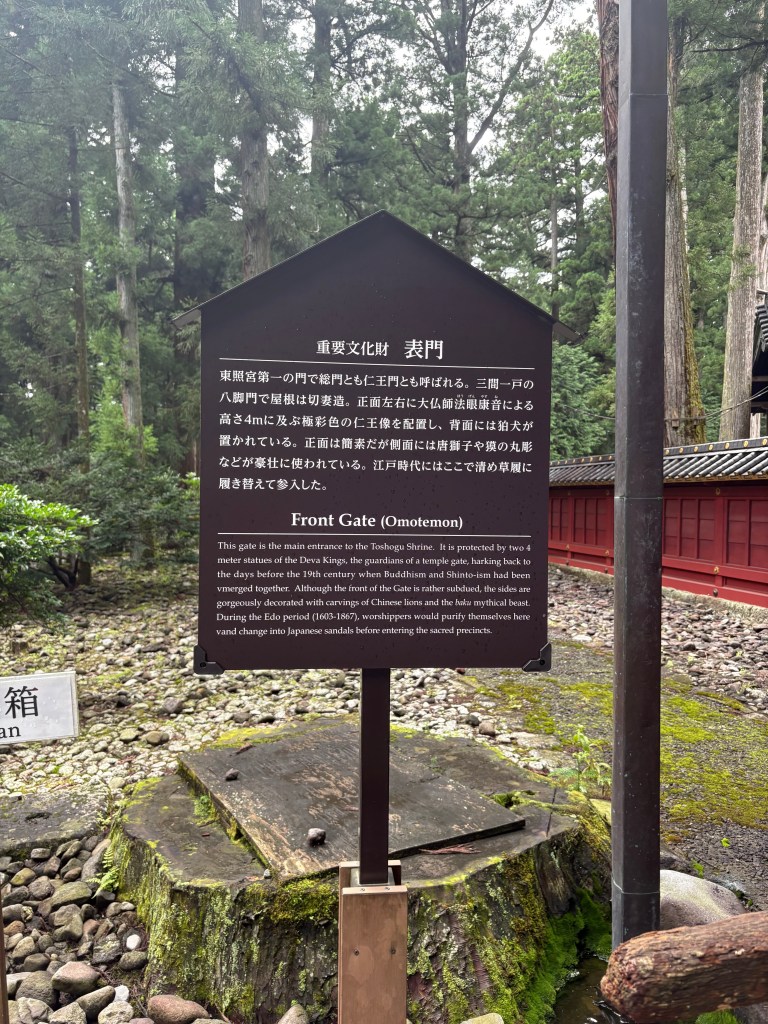 重要文化財 表門
東照宮第一の門で総門とも仁王門とも呼ばれる。三間一戸の
八脚門で屋根は切妻造。正面左右に大仏師法眼康音による
高さ4mに及ぶ極彩色の仁王像を配置し、背面には狛犬が
置かれている。正面は簡素だが側面には唐獅子や獏の丸彫
などが豪壮に使われている。江戸時代にはここで清め草履に
履き替えて参入した。
Front Gate (Omotemon)
This gate is the main entrance to the Toshogu Shrine. It is protected by two 4
meter statues of the Deva Kings, the guardians of a temple gate, harking back to
the days before the 19th century when Buddhism and Shinto-ism had been
vmerged together. Although the front of the Gate is rather subdued, the sides are
gorgeously decorated with carvings of Chinese lions and the baku mythical beast.
During the Edo period (1603-1867), worshippers would purify themselves here
vand change into Japanese sandals before entering the sacred precincts.
箱
an